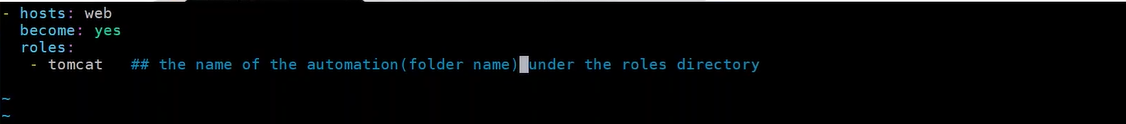 - hosts: web
  become: yes
  roles:
   - tomcat   ## the name of the automation(folder name) under the roles directory
~
~